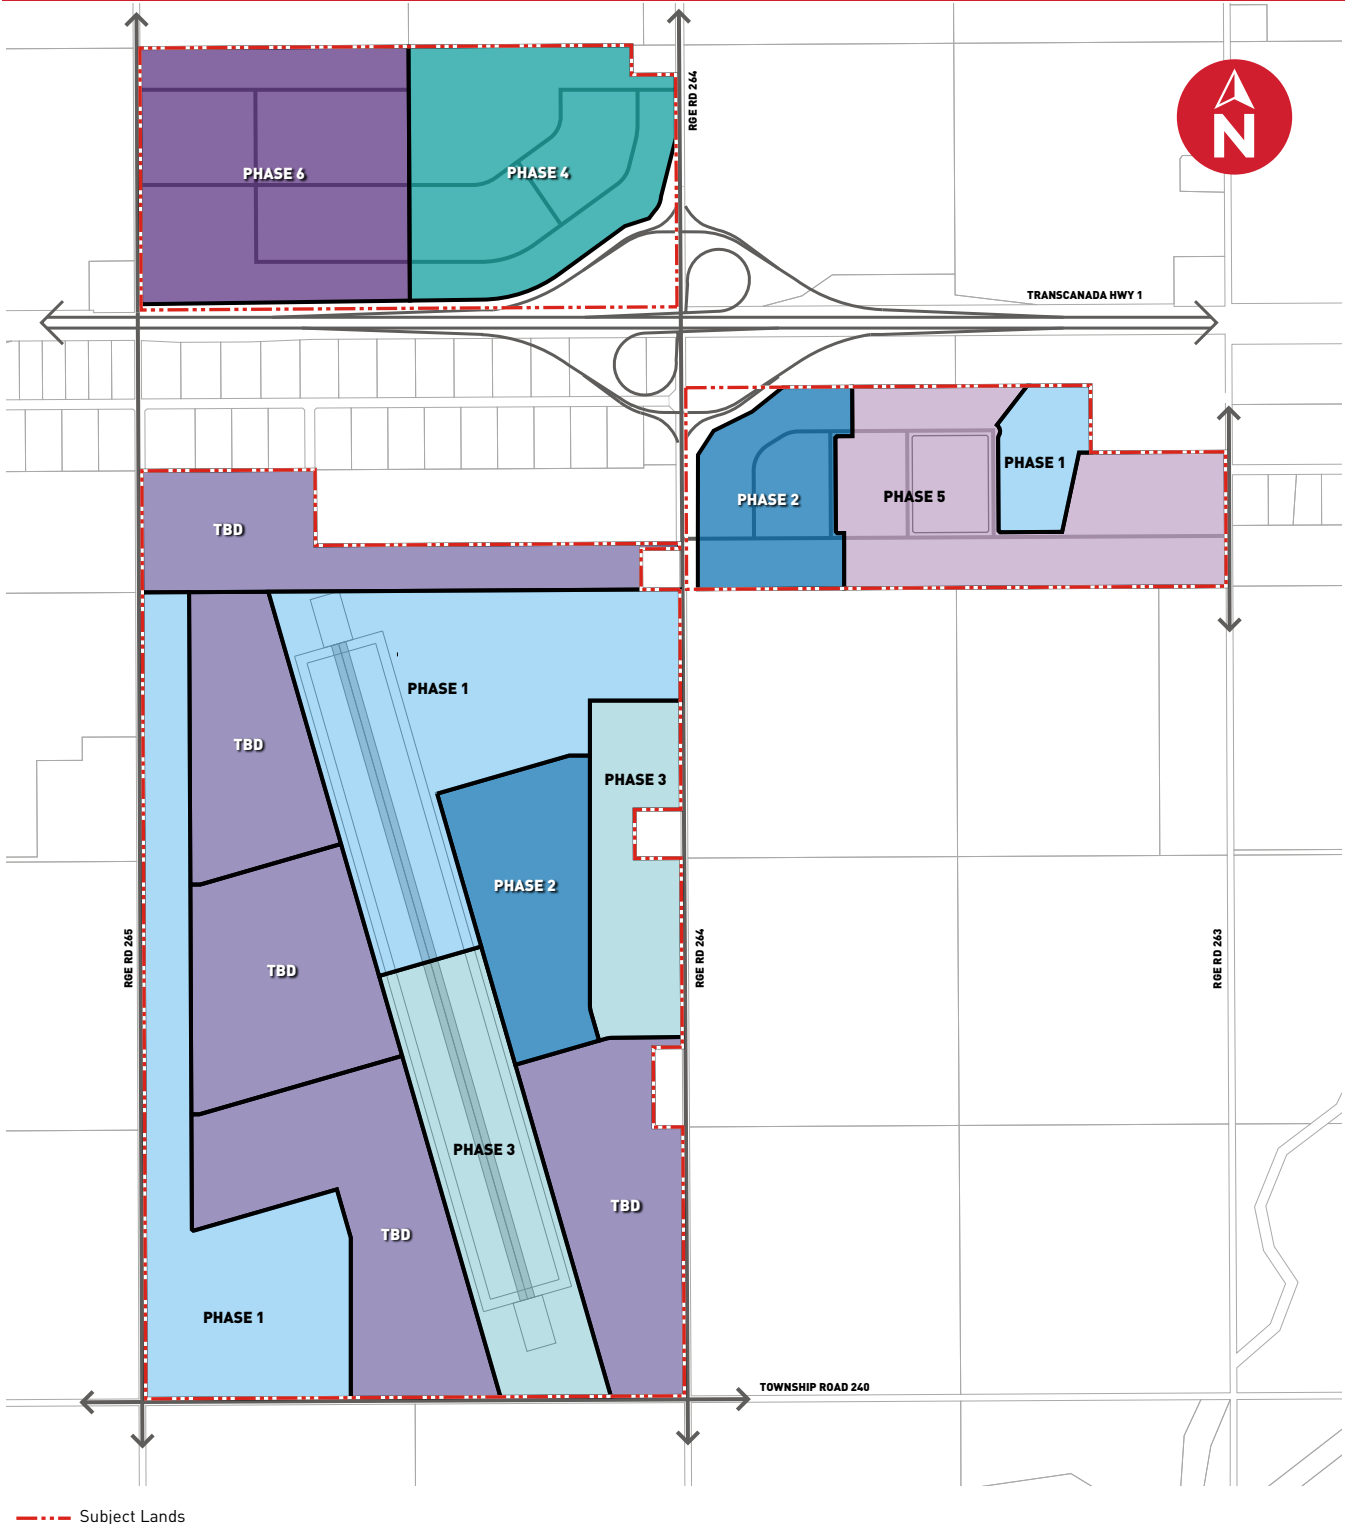 RGE RD 264
N
PHASE 6
PHASE 4
TRANSCANADA HWY 1
PHASE 1
PHASE 2
PHASE 5
TBD
PHASE 1
TBD
PHASE 3
PHASE 2
TBD
RGE RD 265
RGE RD 264
RGE RD 263
PHASE 3
TBD
TBD
PHASE 1
TOWNSHIP ROAD 240
Subject Lands